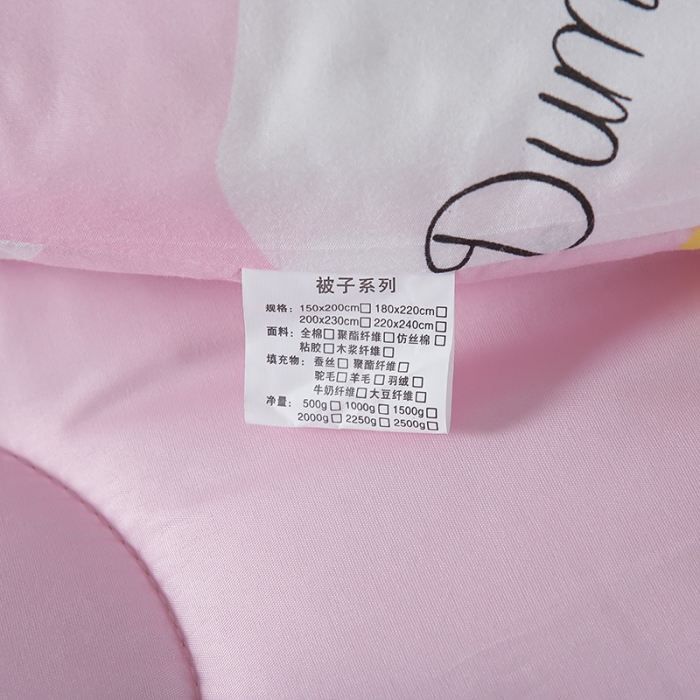 Dum
被子系列
规格：150x200cm□ 180x220cm□
200x230cm□ 220x240cm□
面料：全棉□聚酯纤维□仿丝棉□
粘胶□木浆纤维□
填充物：蚕丝□ 聚酯纤维□
驼毛□羊毛□羽绒□
牛奶纤维□大豆纤维□
净量：500g□ 1000g□ 1500g□
2000g□ 2250g□ 2500g□